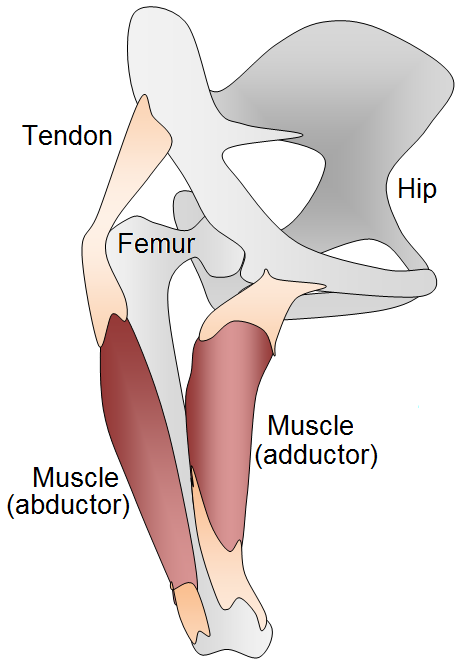 Tendon
Hip
Femur
Muscle
(adductor)
Muscle
(abductor)